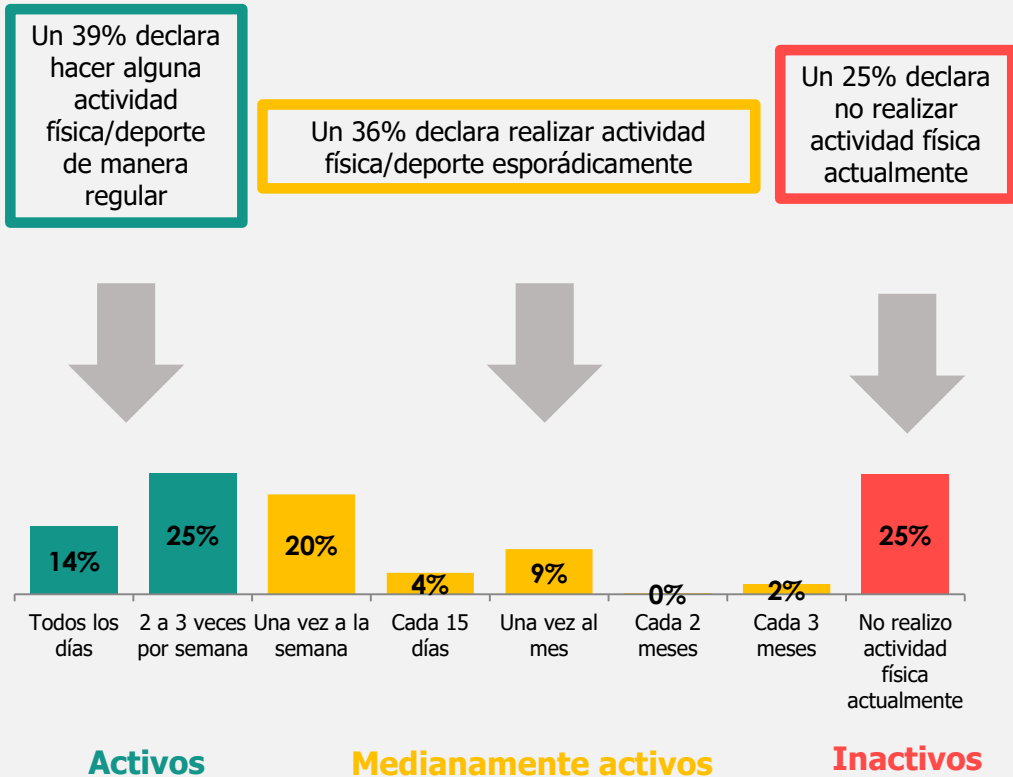 Un 39% declara
hacer alguna
actividad
física/deporte
de manera
regular
Un 36% declara realizar actividad
física/deporte esporádicamente
Un 25% declara
no realizar
actividad física
actualmente
14%
25%
20%
4%
9%
0%
2%
25%
Todos los
días
2 a 3 veces
por semana
Una vez a la
semana
Cada 15
días
Una vez al
mes
Cada 2
meses
Cada 3
meses
No realizo
actividad
física
actualmente
Activos
Medianamente activos
Inactivos